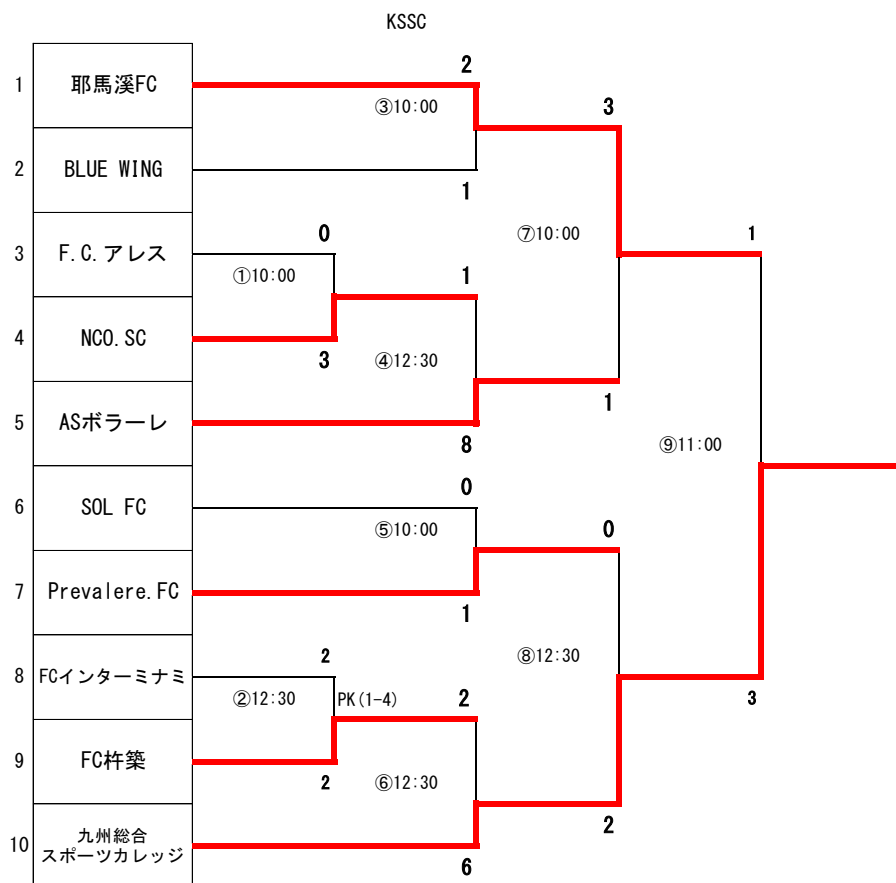 KSSC
2
1
耶馬溪FC
③10:00
3
2
BLUE WING
1
0
⑦10:00
1
3
F.C.アレス
①10:00
1
4
NCO.SC
3
④12:30
1
5
ASボラーレ
8
⑨11:00
0
6
SOL FC
⑤10:00
0
7
Prevalere.FC
1
2
⑧12:30
8
FCインターミナミ
②12:30
PK(1-4)
2
3
9
FC杵築
2
⑥12:30
2
10
九州総合
スポーツカレッジ
6